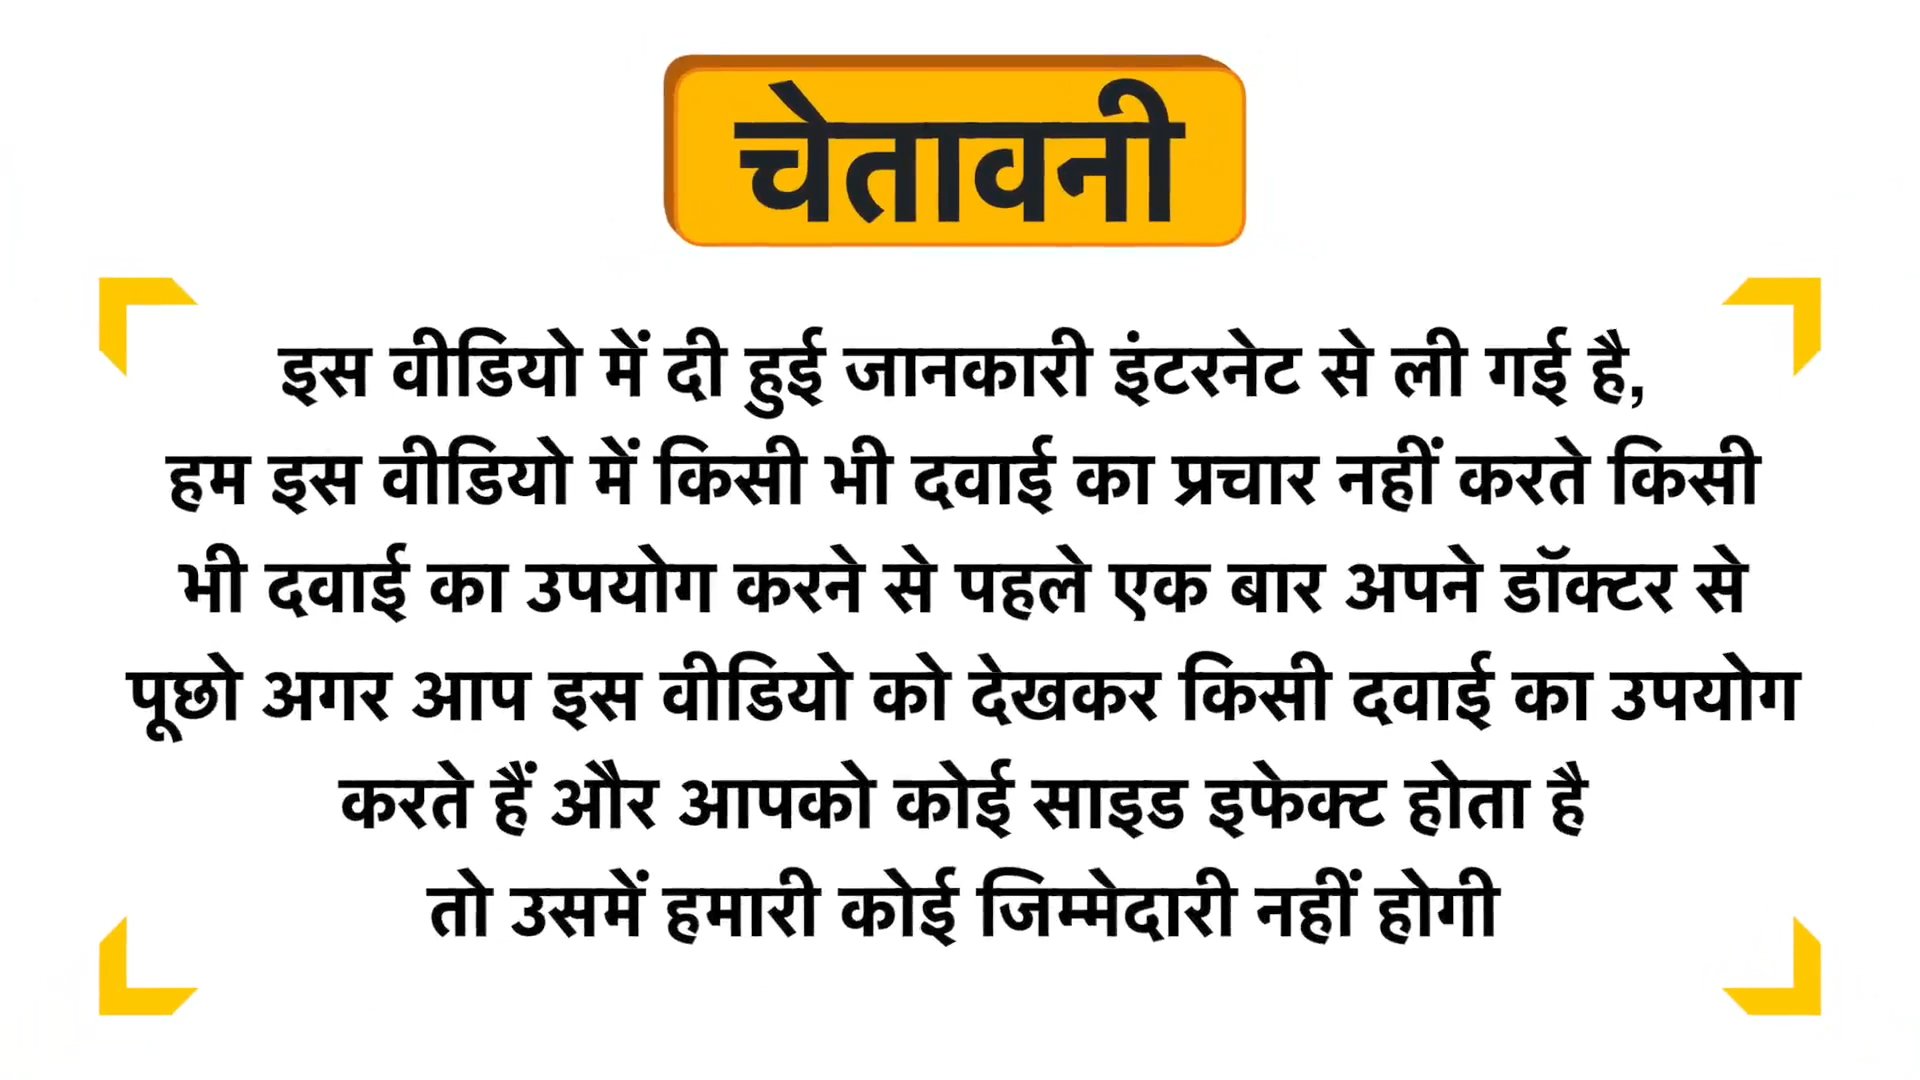 चेतावनी
इस वीडियो में दी हुई जानकारी इंटरनेट से ली गई है,
हम इस वीडियो में किसी भी दवाई का प्रचार नहीं करते किसी
भी दवाई का उपयोग करने से पहले एक बार अपने डॉक्टर से
पूछो अगर आप इस वीडियो को देखकर किसी दवाई का उपयोग
करते हैं और आपको कोई साइड इफेक्ट होता है
तो उसमें हमारी कोई जिम्मेदारी नहीं होगी